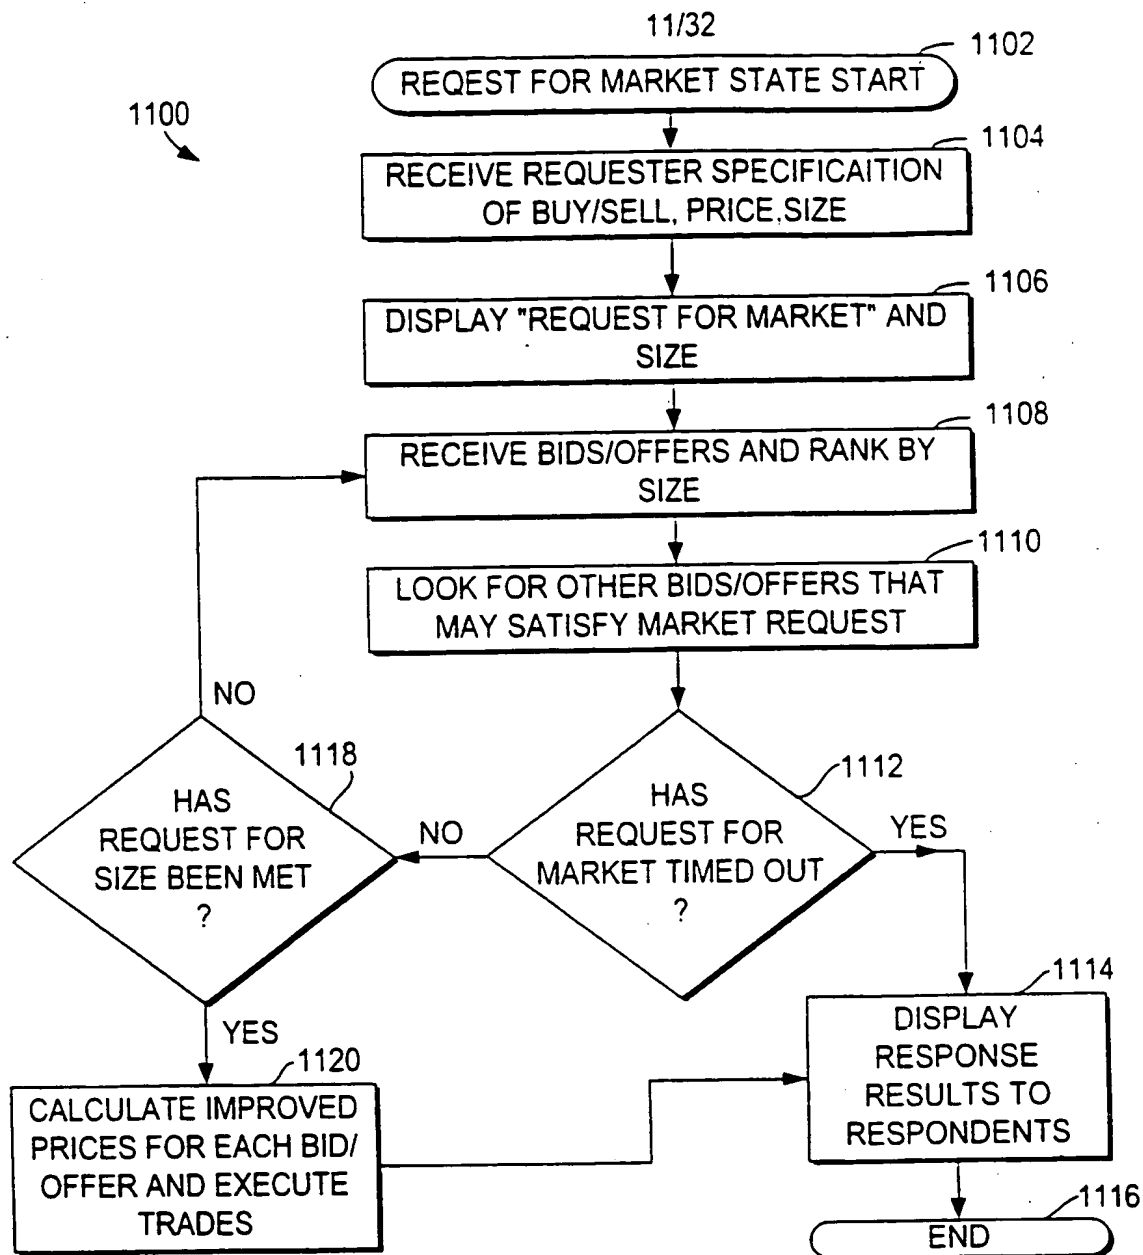 11/32
1102
REQEST FOR MARKET STATE START
1100
1104
RECEIVE REQUESTER SPECIFICAITION
OF BUY/SELL, PRICE,SIZE
1106
DISPLAY "REQUEST FOR MARKET" AND
SIZE
1108
RECEIVE BIDS/OFFERS AND RANK BY
SIZE
1110
LOOK FOR OTHER BIDS/OFFERS THAT
MAY SATISFY MARKET REQUEST
NO
1118
HAS
REQUEST FOR
SIZE BEEN MET
?
NO
1112
HAS
REQUEST FOR
MARKET TIMED OUT
?
YES
YES
1120
CALCULATE IMPROVED
PRICES FOR EACH BID/
OFFER AND EXECUTE
TRADES
1114
DISPLAY
RESPONSE
RESULTS TO
RESPONDENTS
1116
END